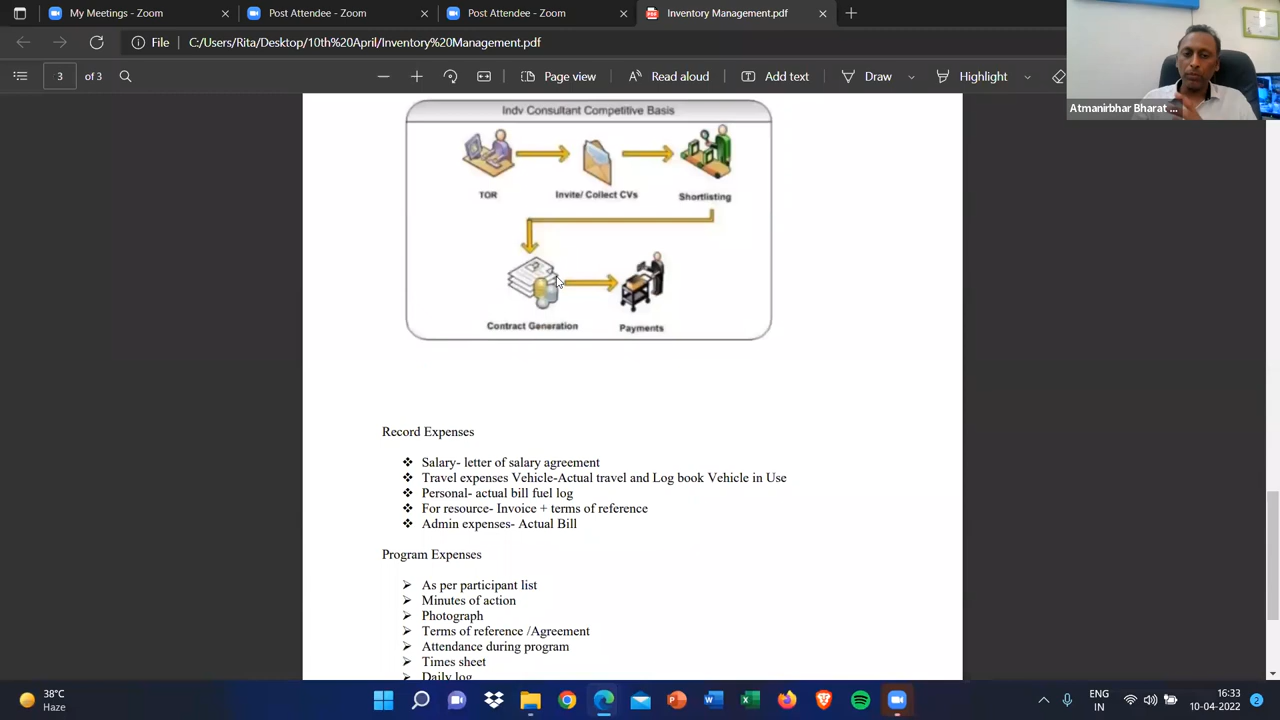 My Meetings - Zoom
Post Attendee - Zoom
Post Attendee - Zoom
Inventory Management.pdf
File
C:/Users/Rita/Desktop/10th%20April/Inventory%20Management.pdf
3 of 3
Page view
Read aloud
Add text
Draw
Highlight
Atmanirbhar Bharat ...
Indv Consultant Competitive Basis
TOR
Invite/ Collect CVs
Shortlisting
Contract Generation
Payments
Record Expenses
❖ Salary- letter of salary agreement
❖ Travel expenses Vehicle-Actual travel and Log book Vehicle in Use
❖ Personal- actual bill fuel log
❖ For resource- Invoice + terms of reference
❖ Admin expenses- Actual Bill
Program Expenses
➢ As per participant list
➢ Minutes of action
➢ Photograph
➢ Terms of reference /Agreement
➢ Attendance during program
➢ Times sheet
➢ Daily log
38°C
Haze
ENG
IN
16:33
10-04-2022
2